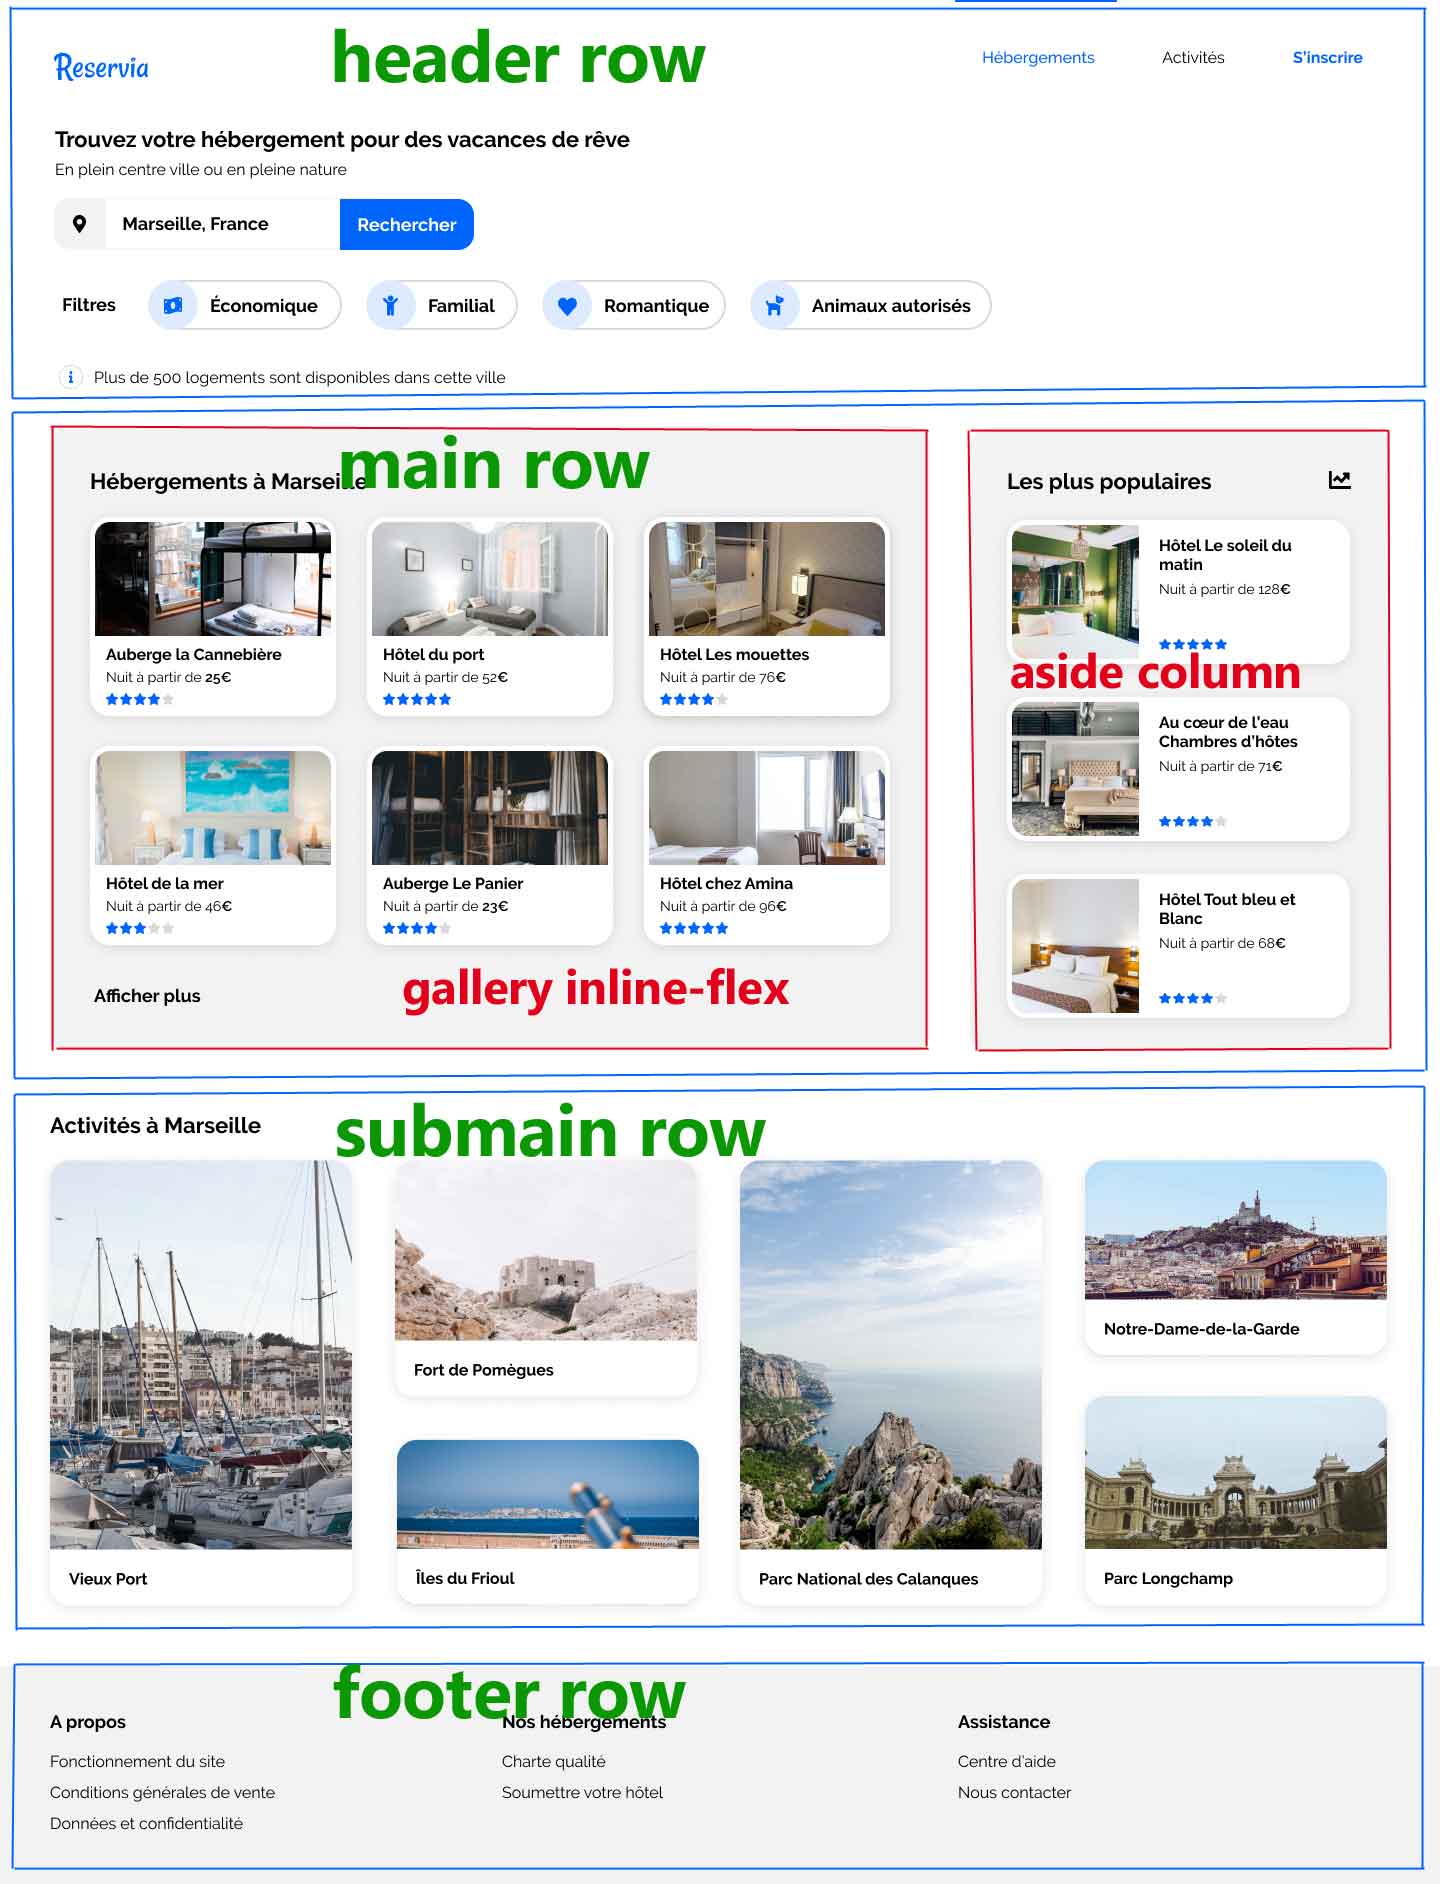 header row
Reservia
Hébergements
Activités
S'inscrire
Trouvez votre hébergement pour des vacances de rêve
En plein centre ville ou en pleine nature
Marseille, France
Rechercher
Filtres
Économique
Familial
Romantique
Animaux autorisés
Plus de 500 logements sont disponibles dans cette ville
main row
Hébergements à Marseille
Auberge la Cannebière
Nuit à partir de 25€
Hôtel du port
Nuit à partir de 52€
Hôtel Les mouettes
Nuit à partir de 76€
Hôtel de la mer
Nuit à partir de 46€
Auberge Le Panier
Nuit à partir de 23€
Hôtel chez Amina
Nuit à partir de 96€
Afficher plus
gallery inline-flex
Les plus populaires
Hôtel Le soleil du
matin
Nuit à partir de 128€
aside column
Au cœur de l'eau
Chambres d'hôtes
Nuit à partir de 71€
Hôtel Tout bleu et
Blanc
Nuit à partir de 68€
submain row
Activités à Marseille
Vieux Port
Fort de Pomègues
Îles du Frioul
Parc National des Calanques
Notre-Dame-de-la-Garde
Parc Longchamp
footer row
A propos
Fonctionnement du site
Conditions générales de vente
Données et confidentialité
Nos hébergements
Charte qualité
Soumettre votre hôtel
Assistance
Centre d'aide
Nous contacter